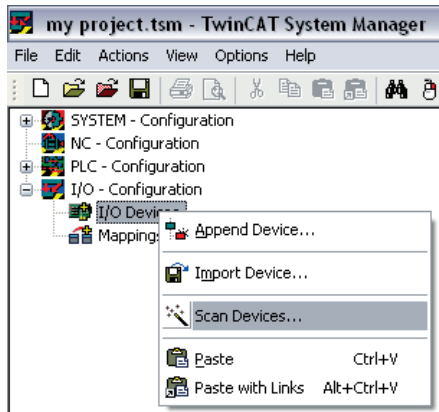 my project.tsm - TwinCAT System Manager
File Edit Actions View Options Help
SYSTEM - Configuration
NC - Configuration
PLC - Configuration
I/O - Configuration
I/O Devices
Mappings
Append Device...
Import Device...
Scan Devices...
Paste Ctrl+V
Paste with Links Alt+Ctrl+V